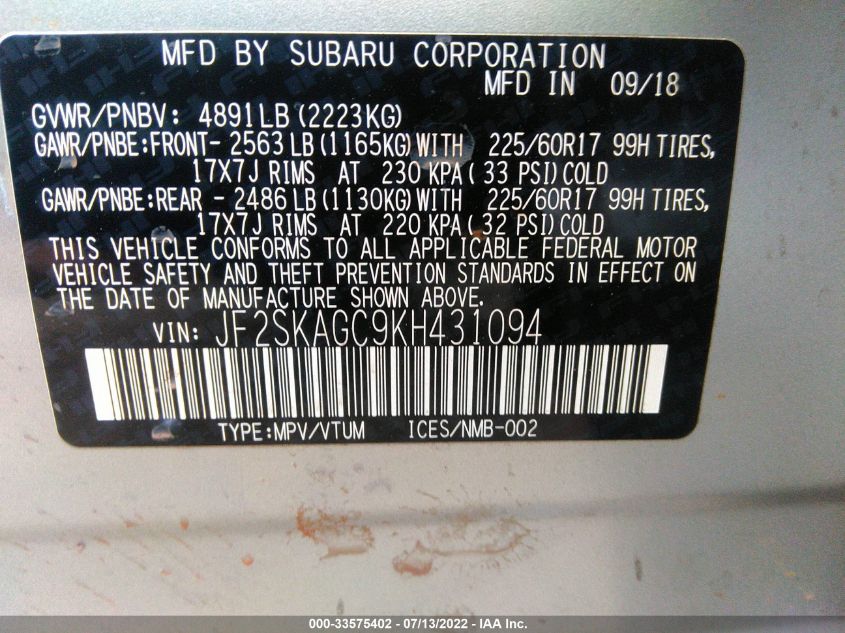 MFD BY SUBARU CORPORATION
MFD IN 09/18
GVWR/PNBV: 4891LB (2223KG)
GAWR/PNBE:FRONT- 2563 LB (1165KG) WITH 225/60R17 99H TIRES,
17X7J RIMS AT 230 KPA ( 33 PSI) COLD
GAWR/PNBE:REAR - 2486 LB (1130KG) WITH 225/60R17 99H TIRES,
17X7J RIMS AT 220 KPA ( 32 PSI) COLD
THIS VEHICLE CONFORMS TO ALL APPLICABLE FEDERAL MOTOR
VEHICLE SAFETY AND THEFT PREVENTION STANDARDS IN EFFECT ON
THE DATE OF MANUFACTURE SHOWN ABOVE.
VIN: JF2SKAGC9KH431094
TYPE:MPV/VTUM ICES/NMB-002
000-33575402 - 07/13/2022 - IAA Inc.